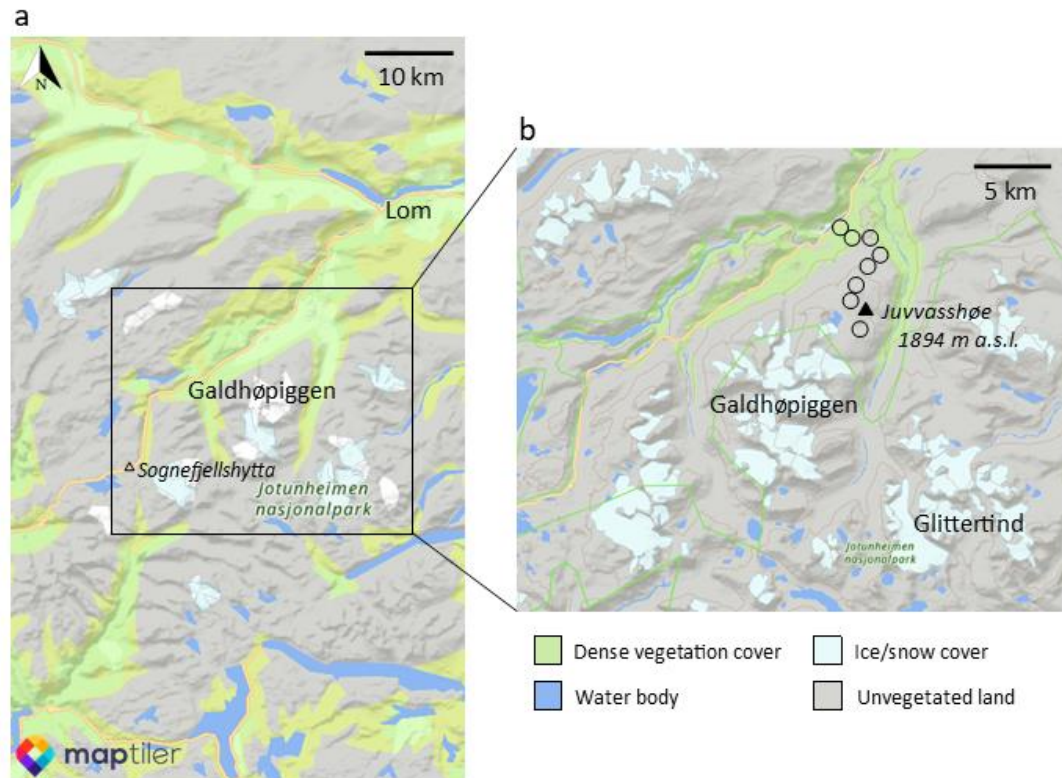 a
N
10 km
Lom
Galdhøpiggen
Sognefjellshytta
Jotunheimen
nasjonalpark
maptiler
b
5 km
Juvvasshøe
1894 m a.s.l.
Galdhøpiggen
Glittertind
Jotunheimen
nasjonalpark
Dense vegetation cover
Ice/snow cover
Water body
Unvegetated land